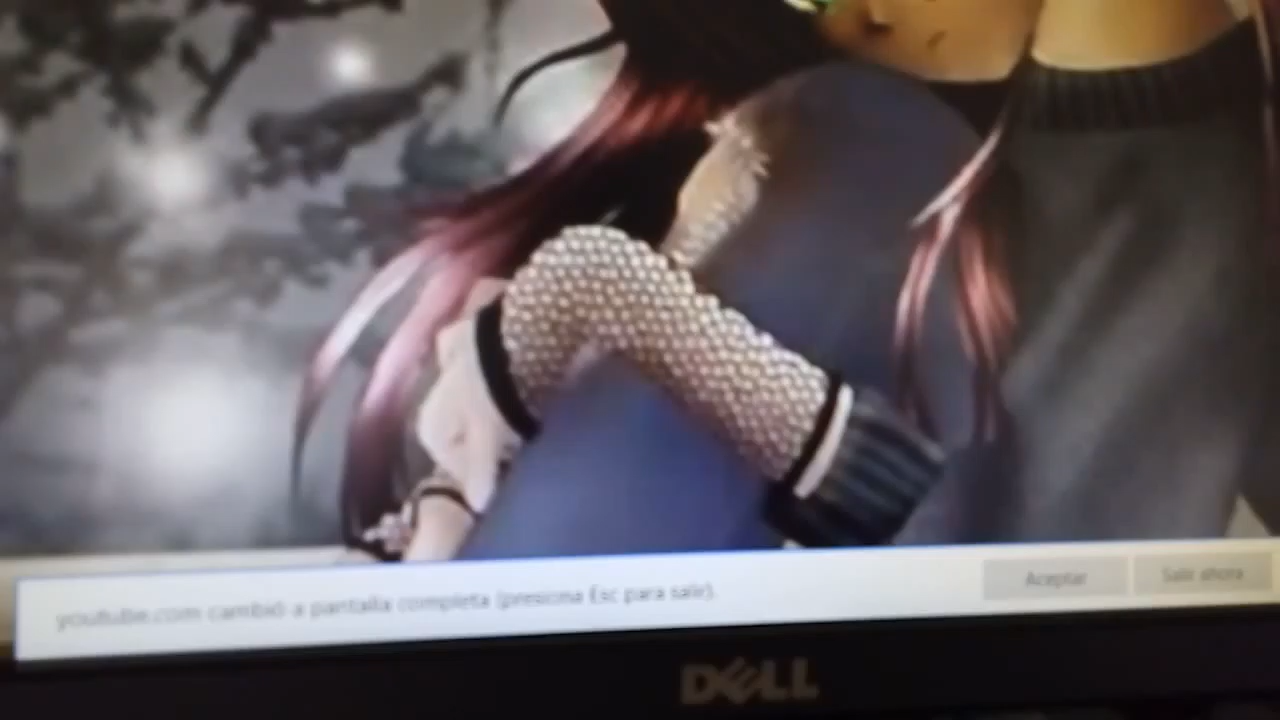 youtube.com cambió a pantalla completa (presiona Esc para salir).
Aceptar
Salir ahora
DELL